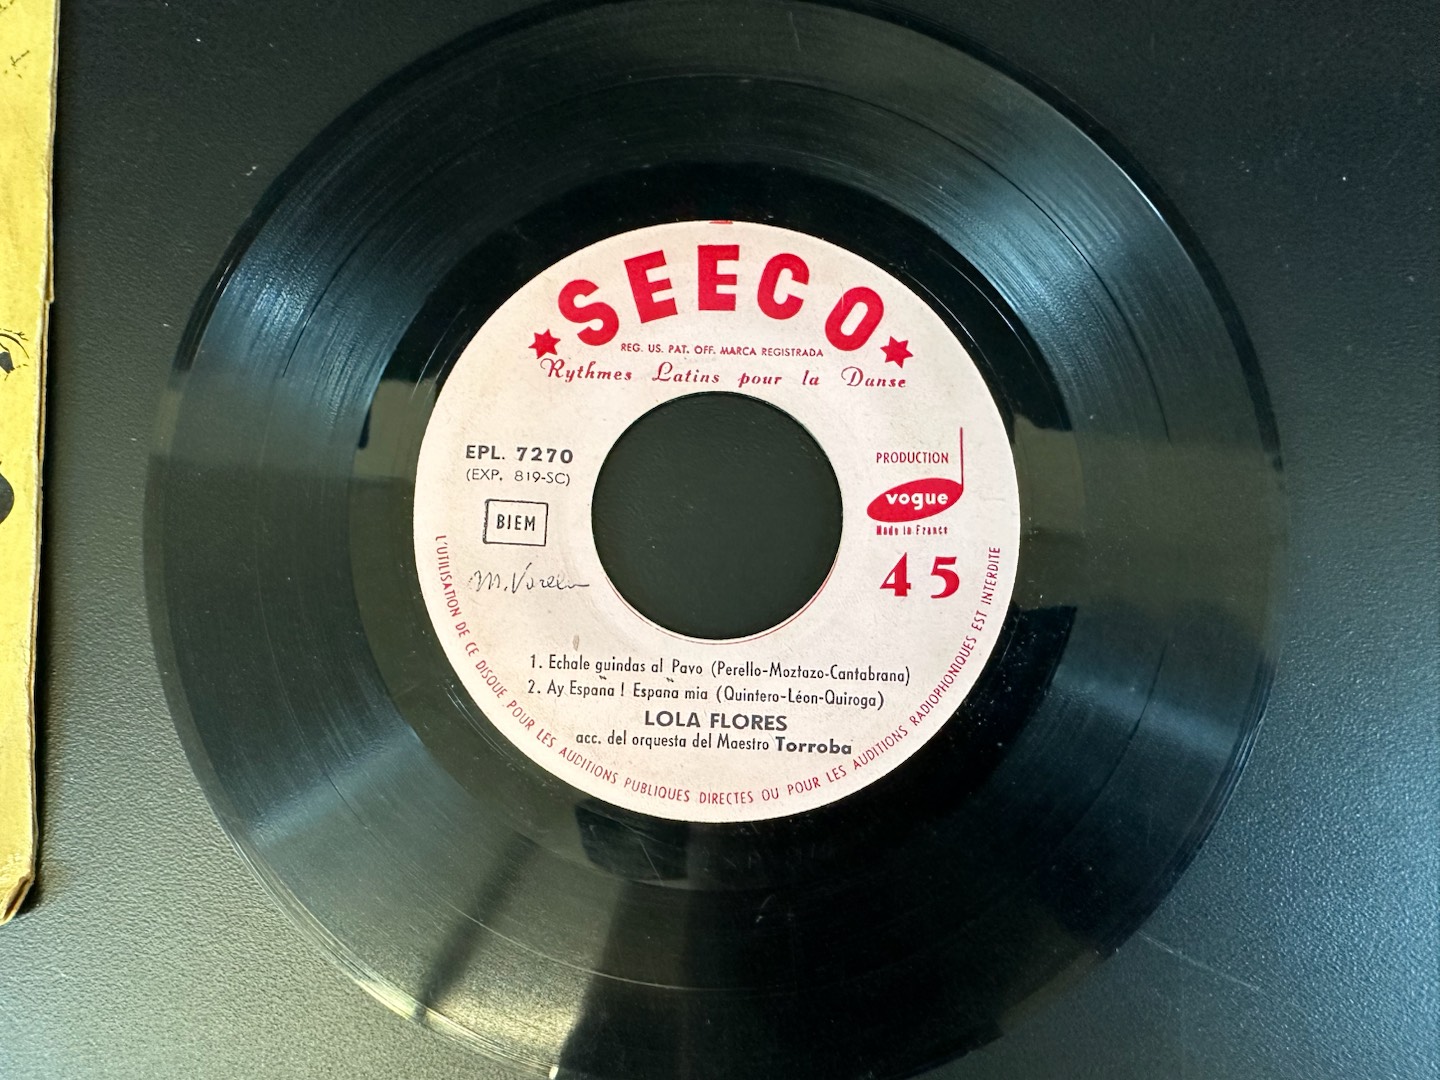 SEECO
REG. US. PAT. OFF. MARCA REGISTRADA
Rythmes Latins pour la Danse
EPL. 7270
(EXP. 819-SC)
BIEM
PRODUCTION
vogue
Made in France
45
1. Echale guindas al Pavo (Perello-Moztazo-Cantabrana)
2. Ay España ! España mia (Quintero-Léon-Quiroga)
LOLA FLORES
acc. del orquesta del Maestro Torroba
L'UTILISATION DE CE DISQUE POUR LES AUDITIONS PUBLIQUES DIRECTES OU POUR LES AUDITIONS RADIOPHONIQUES EST INTERDITE